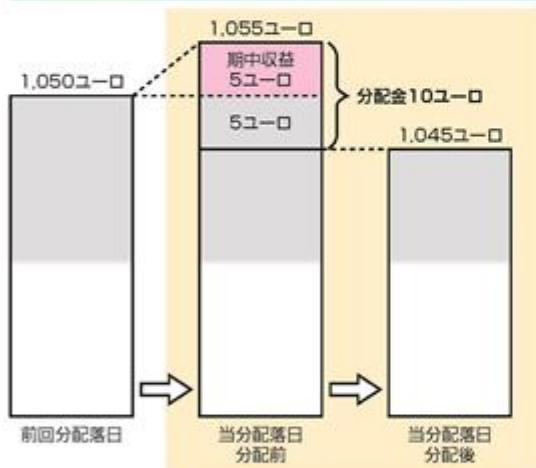 1,055ユーロ
期中収益
5ユーロ
1,050ユーロ
分配金10ユーロ
5ユーロ
1,045ユーロ
前回分配落日
当分配落日
分配前
当分配落日
分配後